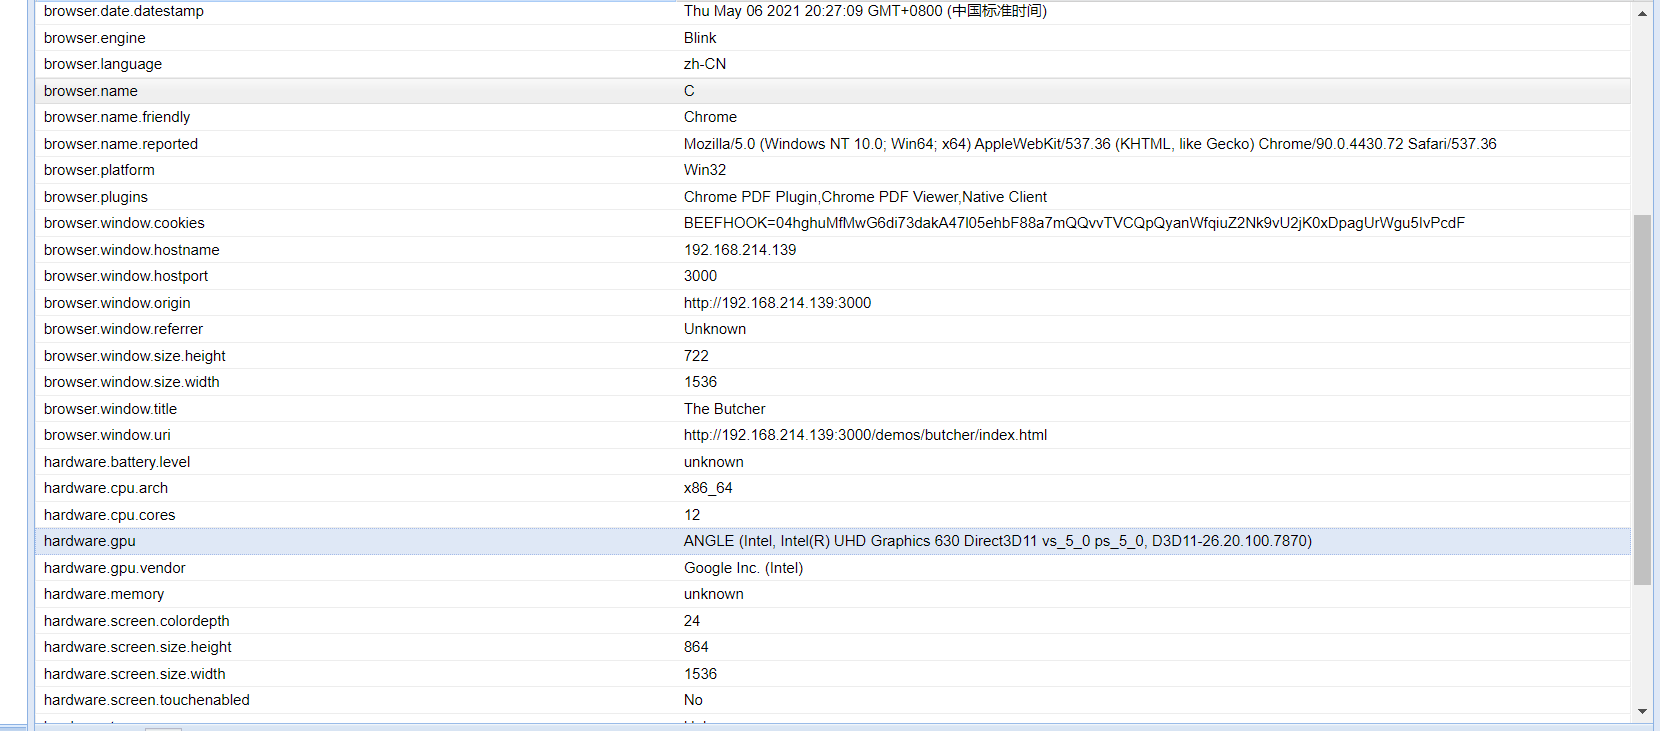 browser.date.datestamp Thu May 06 2021 20:27:09 GMT+0800 (中国标准时间)
browser.engine Blink
browser.language zh-CN
browser.name C
browser.name.friendly Chrome
browser.name.reported Mozilla/5.0 (Windows NT 10.0; Win64; x64) AppleWebKit/537.36 (KHTML, like Gecko) Chrome/90.0.4430.72 Safari/537.36
browser.platform Win32
browser.plugins Chrome PDF Plugin,Chrome PDF Viewer,Native Client
browser.window.cookies BEEFHOOK=04hghuMfMwG6di73dakA47l05ehbF88a7mQQvvTVCQpQyanWfqiuZ2Nk9vU2jK0xDpagUrWgu5IvPcdF
browser.window.hostname 192.168.214.139
browser.window.hostport 3000
browser.window.origin http://192.168.214.139:3000
browser.window.referrer Unknown
browser.window.size.height 722
browser.window.size.width 1536
browser.window.title The Butcher
browser.window.uri http://192.168.214.139:3000/demos/butcher/index.html
hardware.battery.level unknown
hardware.cpu.arch x86_64
hardware.cpu.cores 12
hardware.gpu ANGLE (Intel, Intel(R) UHD Graphics 630 Direct3D11 vs_5_0 ps_5_0, D3D11-26.20.100.7870)
hardware.gpu.vendor Google Inc. (Intel)
hardware.memory unknown
hardware.screen.colordepth 24
hardware.screen.size.height 864
hardware.screen.size.width 1536
hardware.screen.touchenabled No